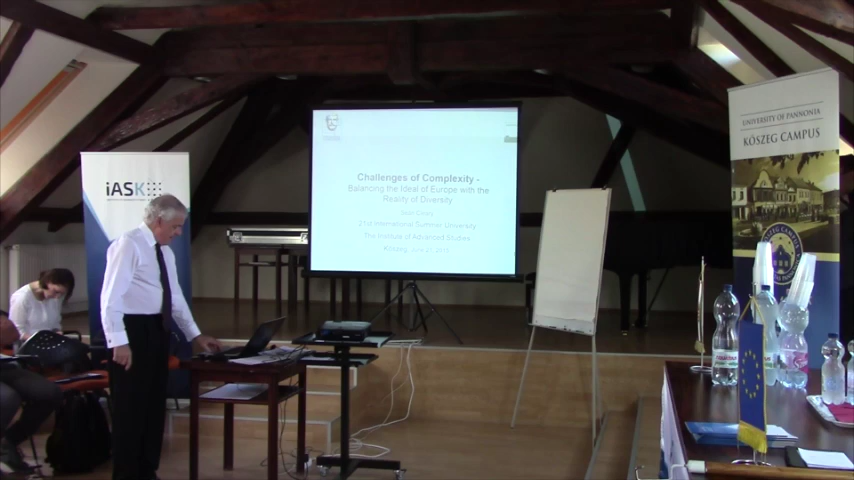 iASK
Challenges of Complexity -
Balancing the Ideal of Europe with the
Reality of Diversity
21st International Summer University
The Institute of Advanced Studies
UNIVERSITY OF PANNONIA
KŐSZEG CAMPUS